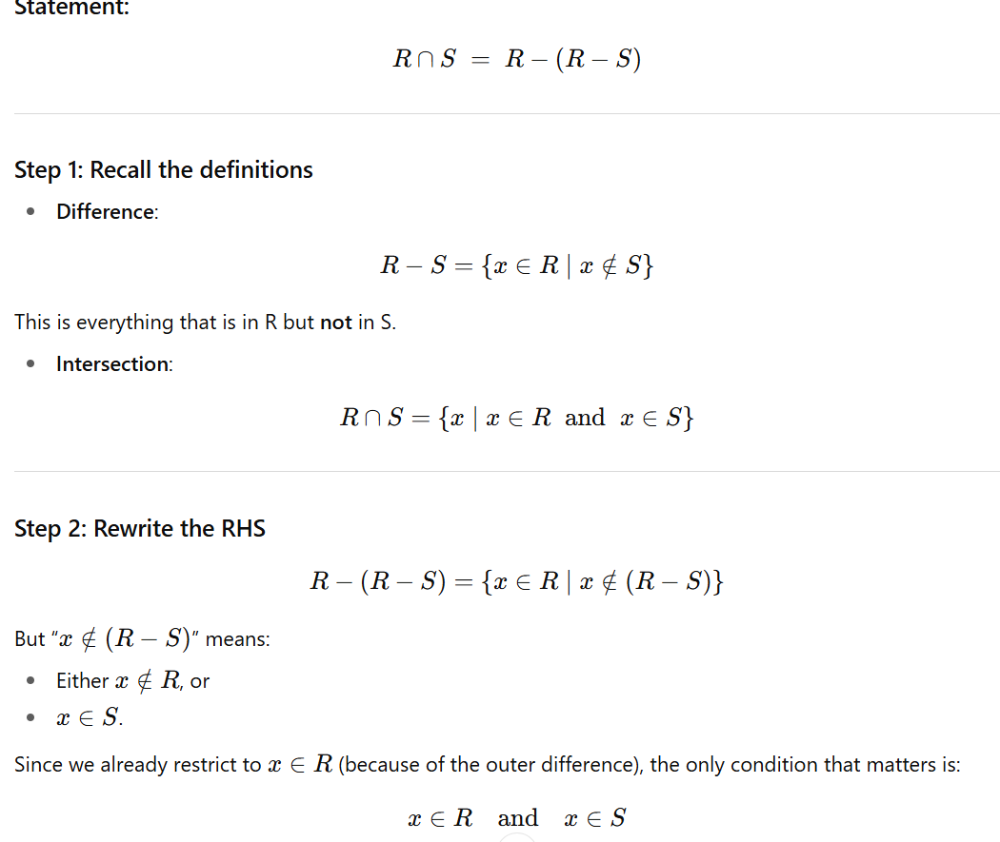 Statement:
R ∩ S = R − (R − S)
Step 1: Recall the definitions
• Difference:
R − S = {x ∈ R | x ∉ S}
This is everything that is in R but not in S.
• Intersection:
R ∩ S = {x | x ∈ R and x ∈ S}
Step 2: Rewrite the RHS
R − (R − S) = {x ∈ R | x ∉ (R − S)}
But “x ∉ (R − S)” means:
• Either x ∉ R, or
• x ∈ S.
Since we already restrict to x ∈ R (because of the outer difference), the only condition that matters is:
x ∈ R and x ∈ S